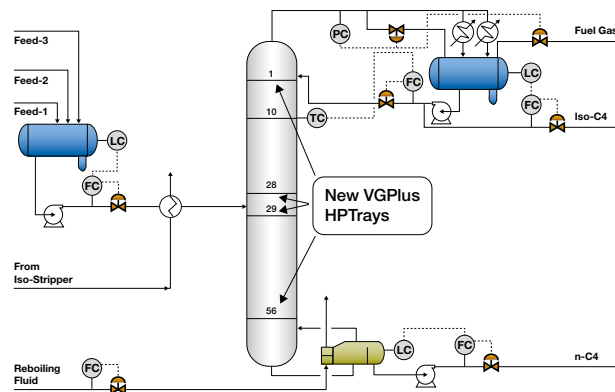 Feed-3
Feed-2
Feed-1
LC
FC
From
Iso-Stripper
Reboiling
Fluid
FC
1
10
28
29
56
TC
PC
FC
LC
FC
Fuel Gas
Iso-C4
New VGPlus
HPTrays
LC
FC
n-C4